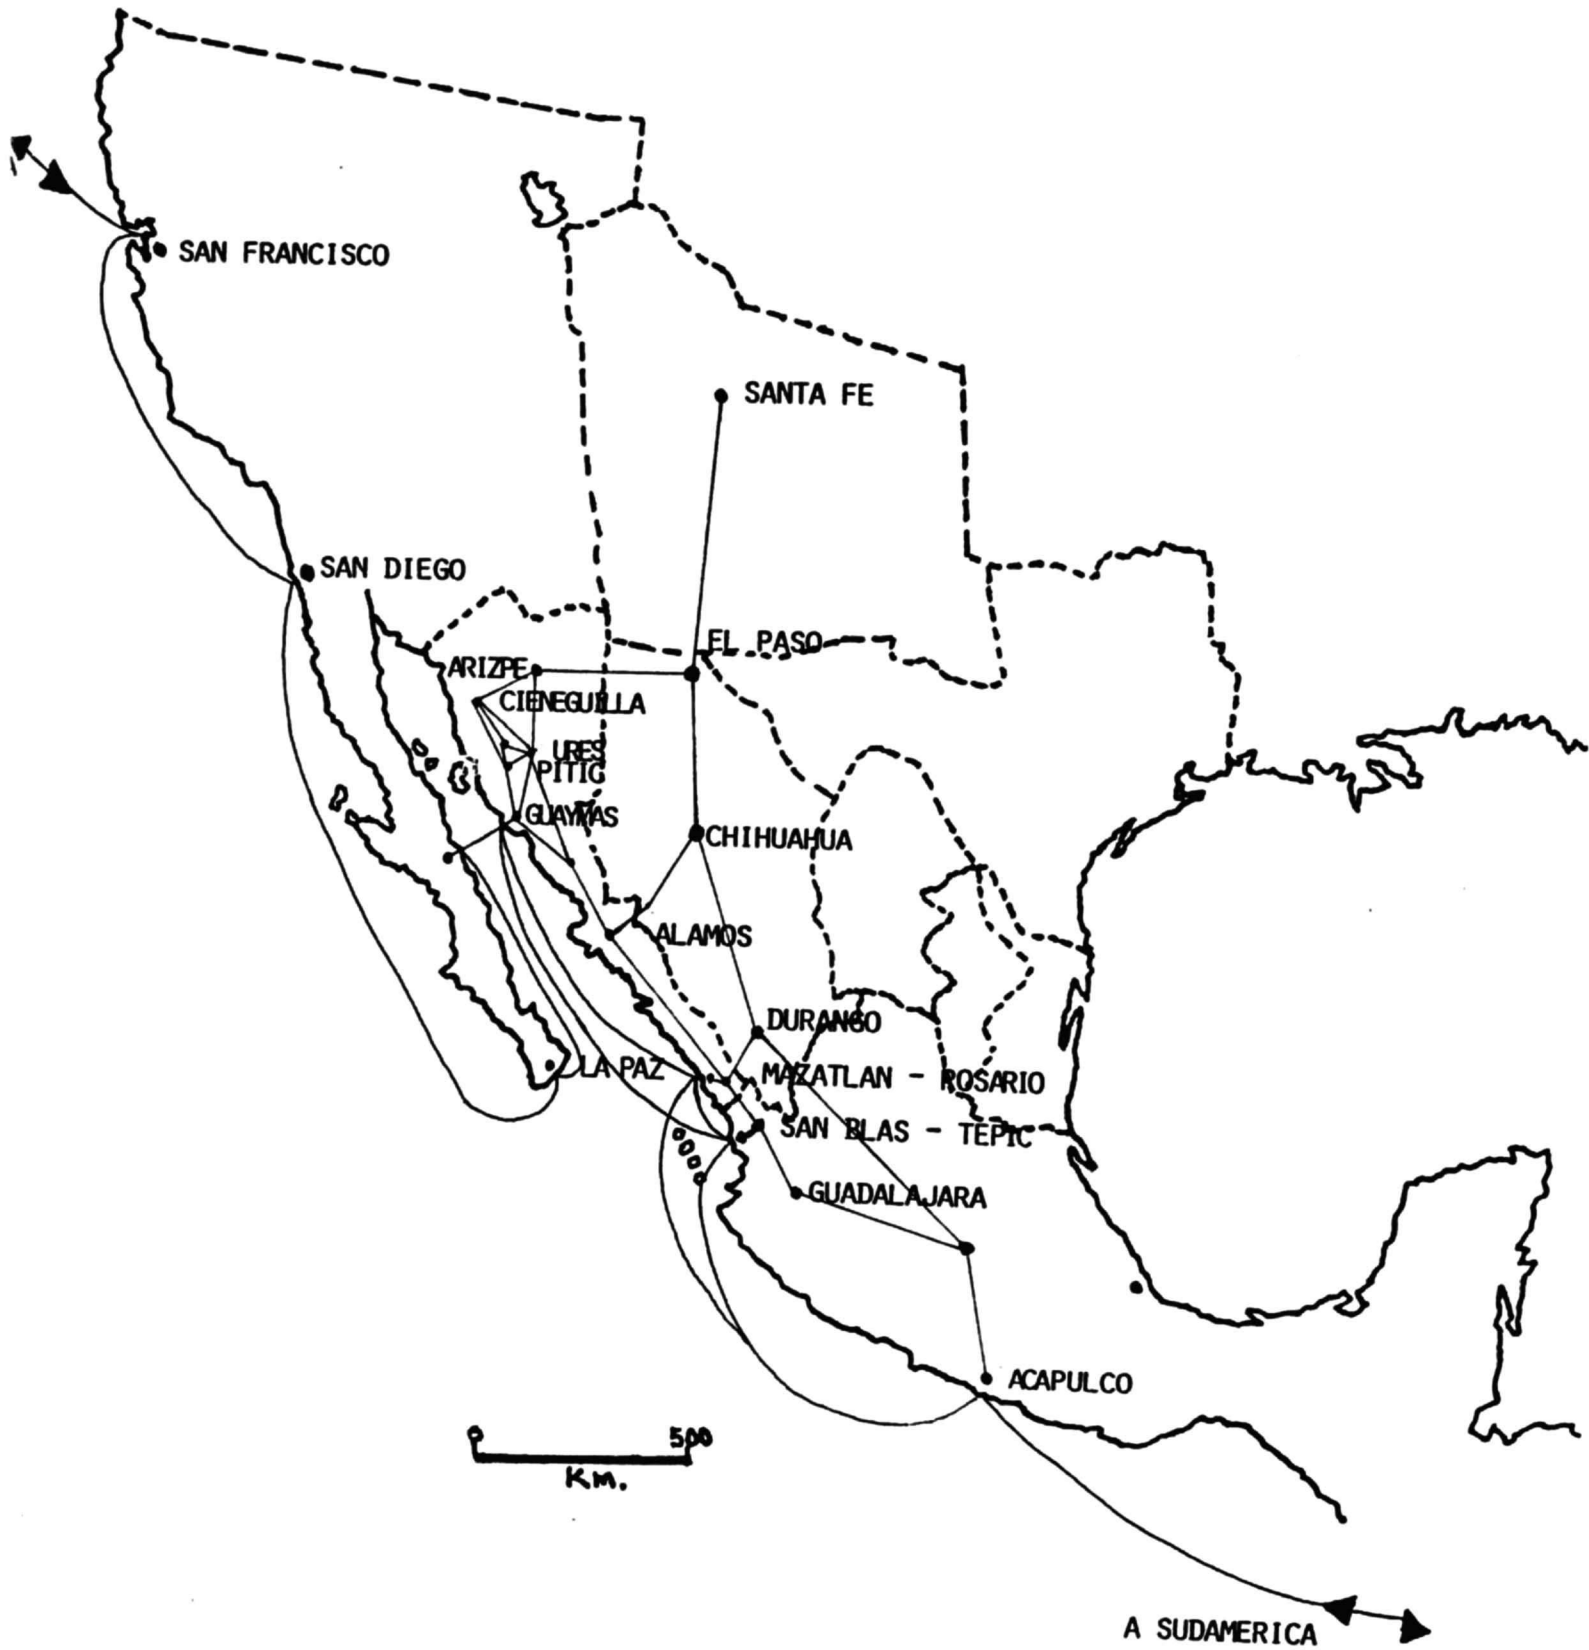 SAN FRANCISCO
SANTA FE
SAN DIEGO
EL PASO
ARIZPE
CIENEGUILLA
URES
PITIC
GUAYMAS
CHIHUAHUA
ALAMOS
DURANGO
LA PAZ
MAZATLAN - ROSARIO
SAN BLAS - TEPIC
GUADALAJARA
ACAPULCO
0 500
Km.
A SUDAMERICA